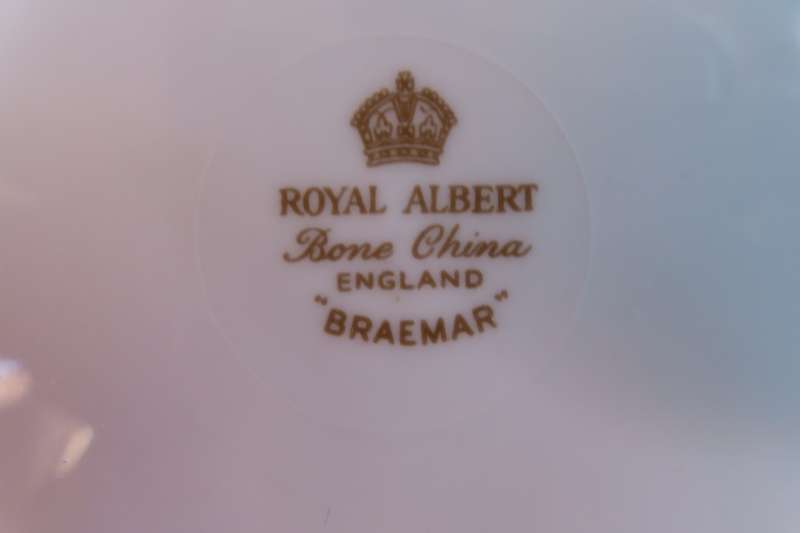 ROYAL ALBERT
Bone China
ENGLAND
"BRAEMAR"